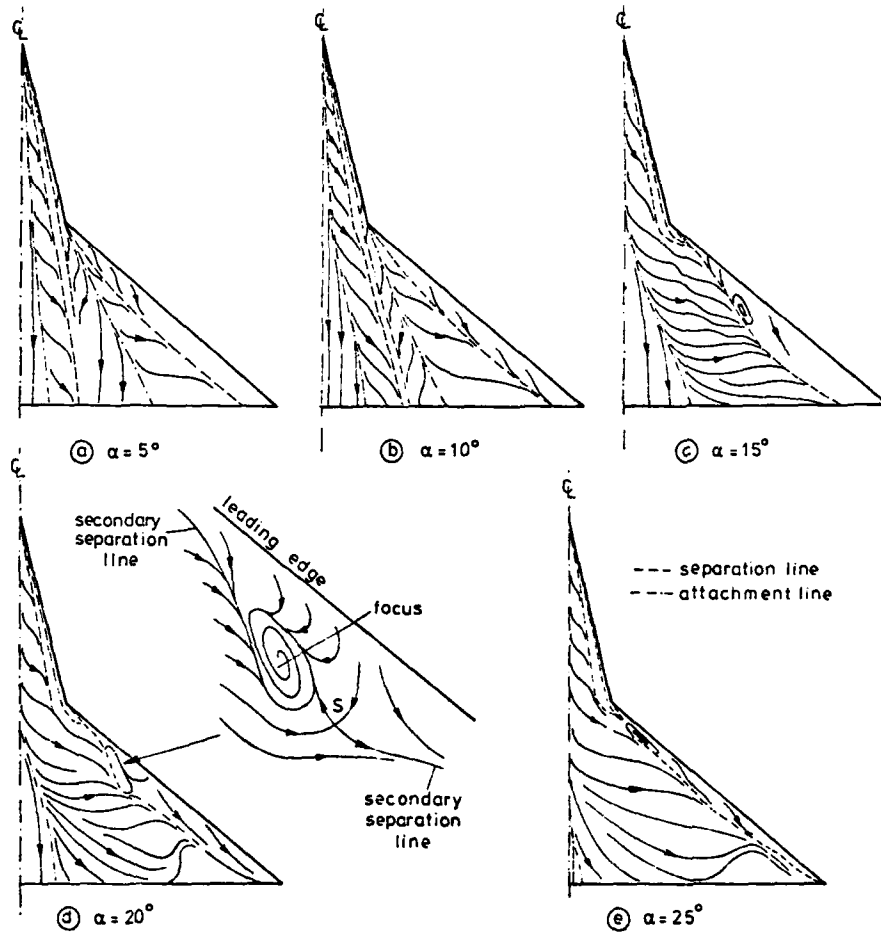 ℄
℄
℄
ⓐ α = 5°
ⓑ α = 10°
ⓒ α = 15°
℄
secondary
separation
line
leading edge
focus
S
secondary
separation
line
℄
--- separation line
-·-·- attachment line
ⓓ α = 20°
ⓔ α = 25°